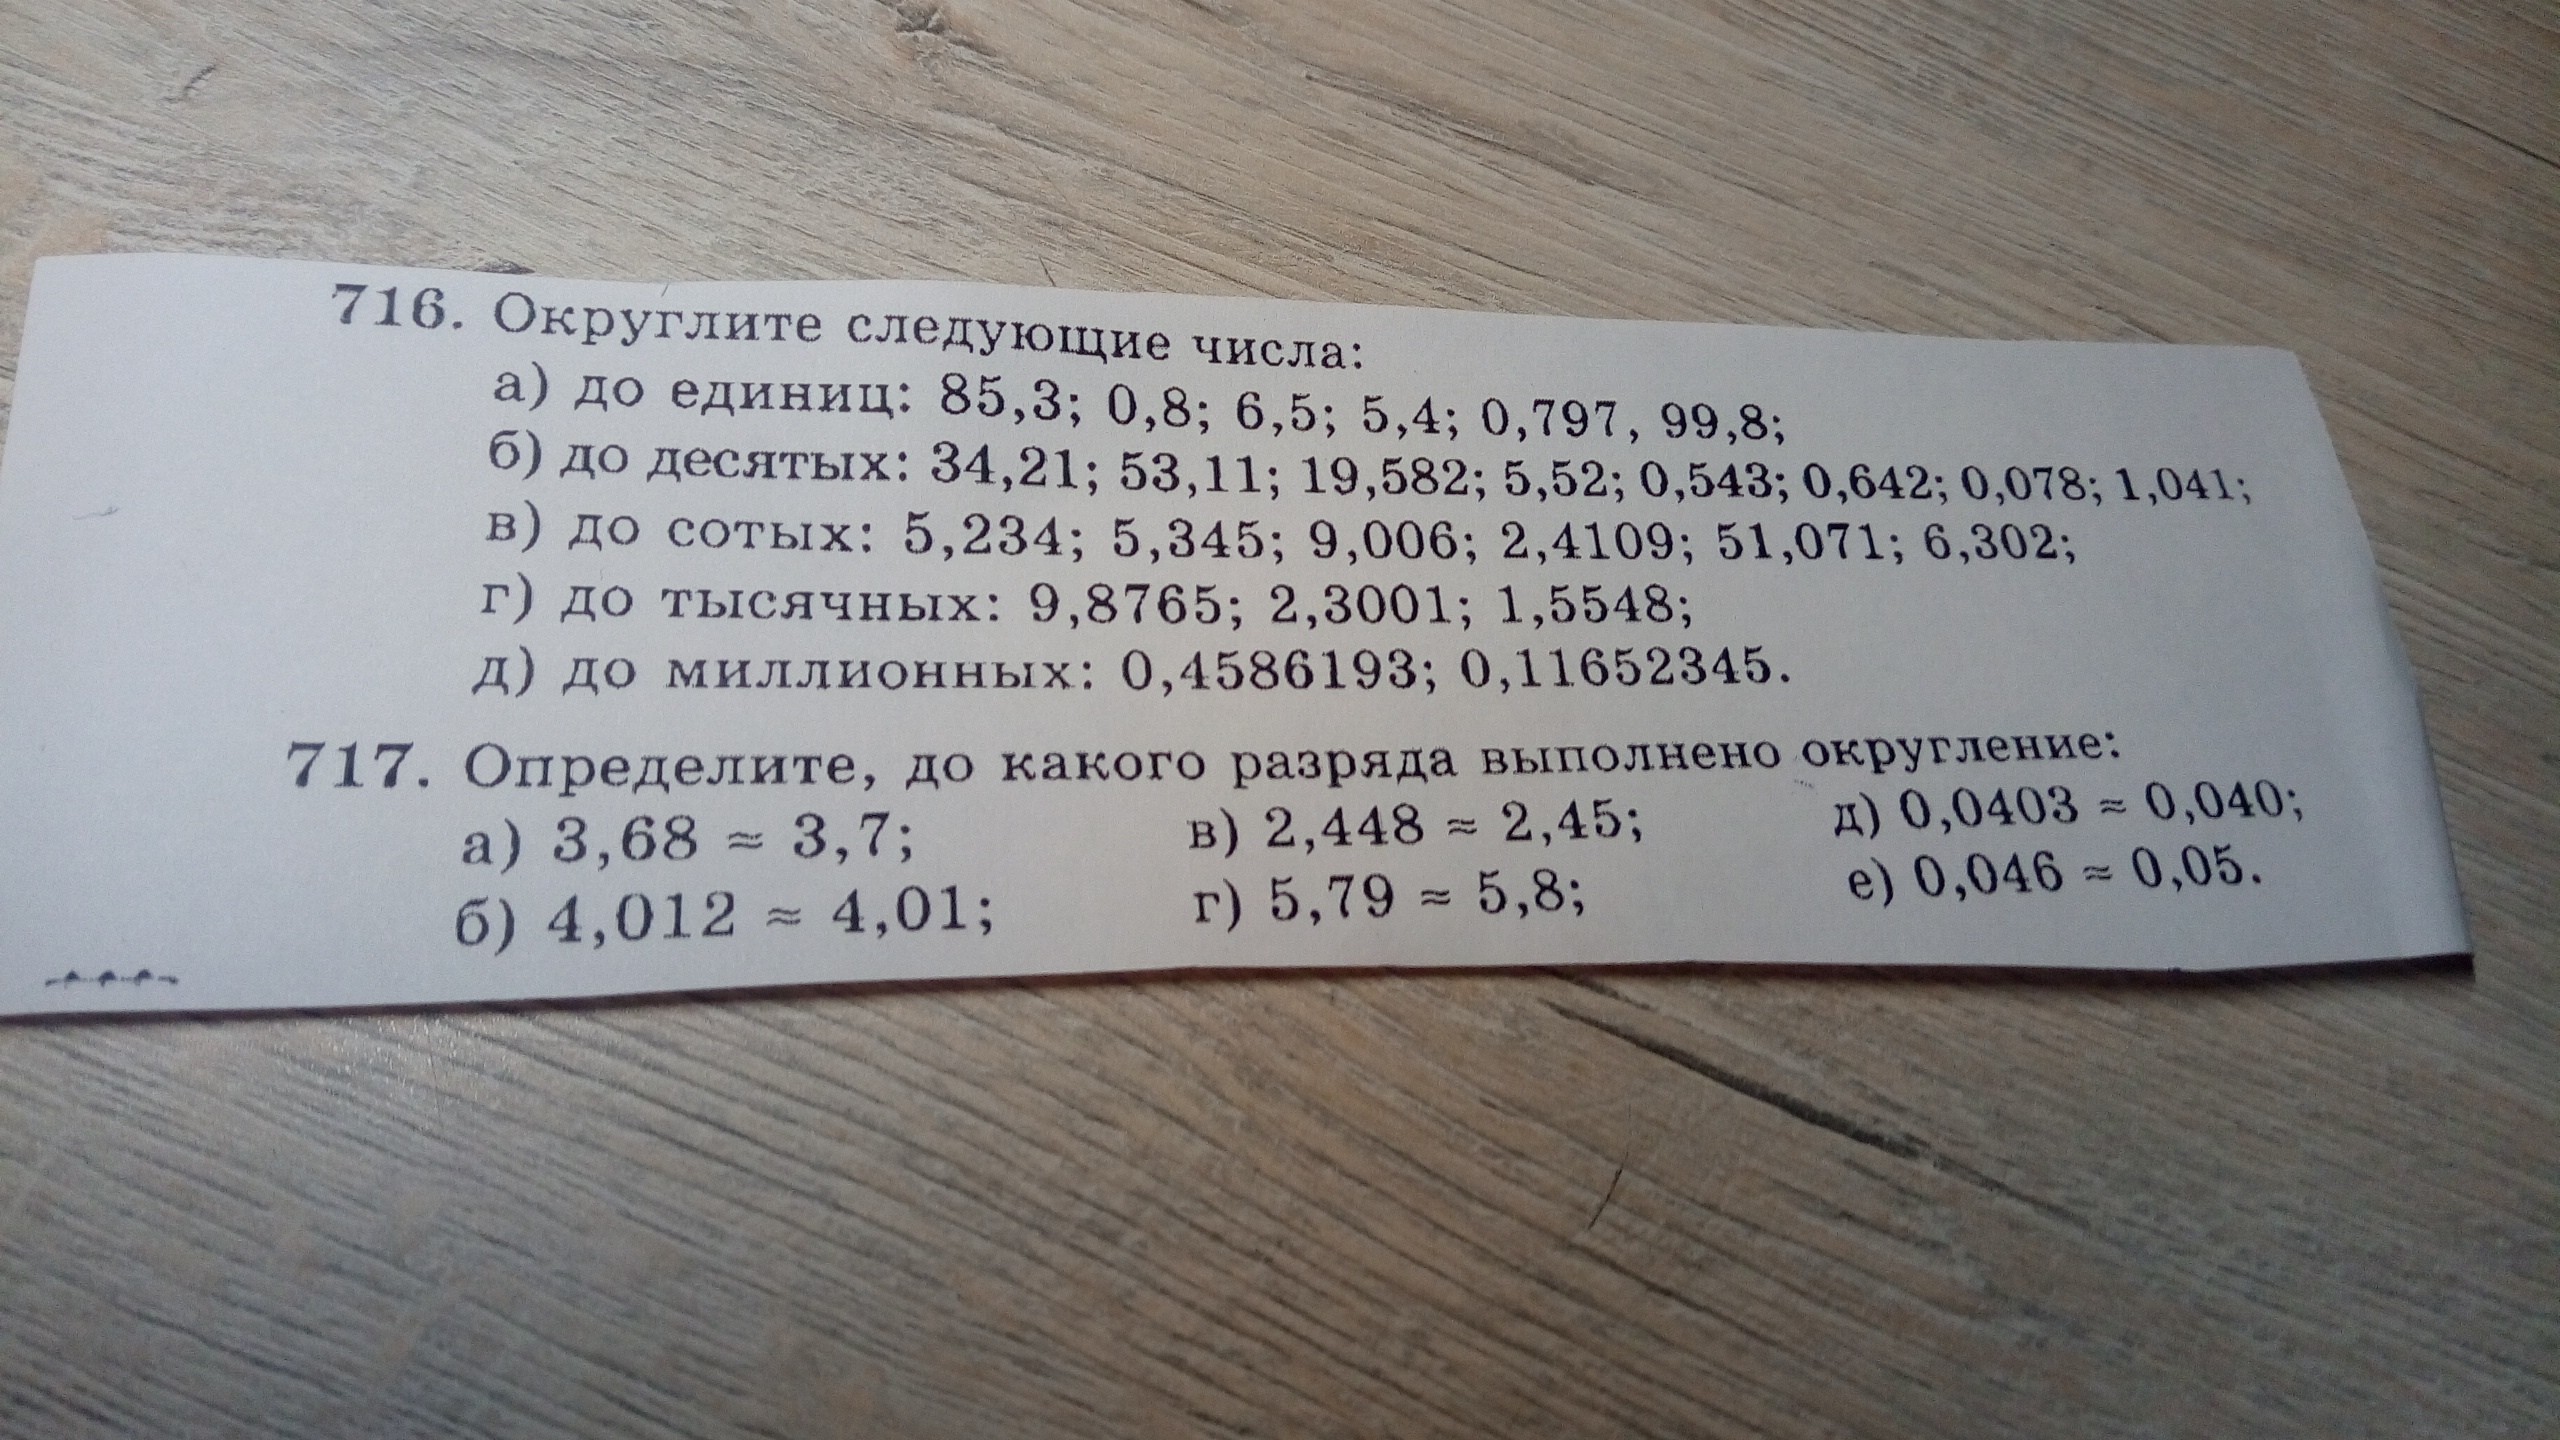 716. Округлите следующие числа:
а) до единиц: 85,3; 0,8; 6,5; 5,4; 0,797, 99,8;
б) до десятых: 34,21; 53,11; 19,582; 5,52; 0,543; 0,642; 0,078; 1,041;
в) до сотых: 5,234; 5,345; 9,006; 2,4109; 51,071; 6,302;
г) до тысячных: 9,8765; 2,3001; 1,5548;
д) до миллионных: 0,4586193; 0,11652345.
717. Определите, до какого разряда выполнено округление:
а) 3,68 ≈ 3,7; в) 2,448 ≈ 2,45; д) 0,0403 ≈ 0,040;
б) 4,012 ≈ 4,01; г) 5,79 ≈ 5,8; е) 0,046 ≈ 0,05.